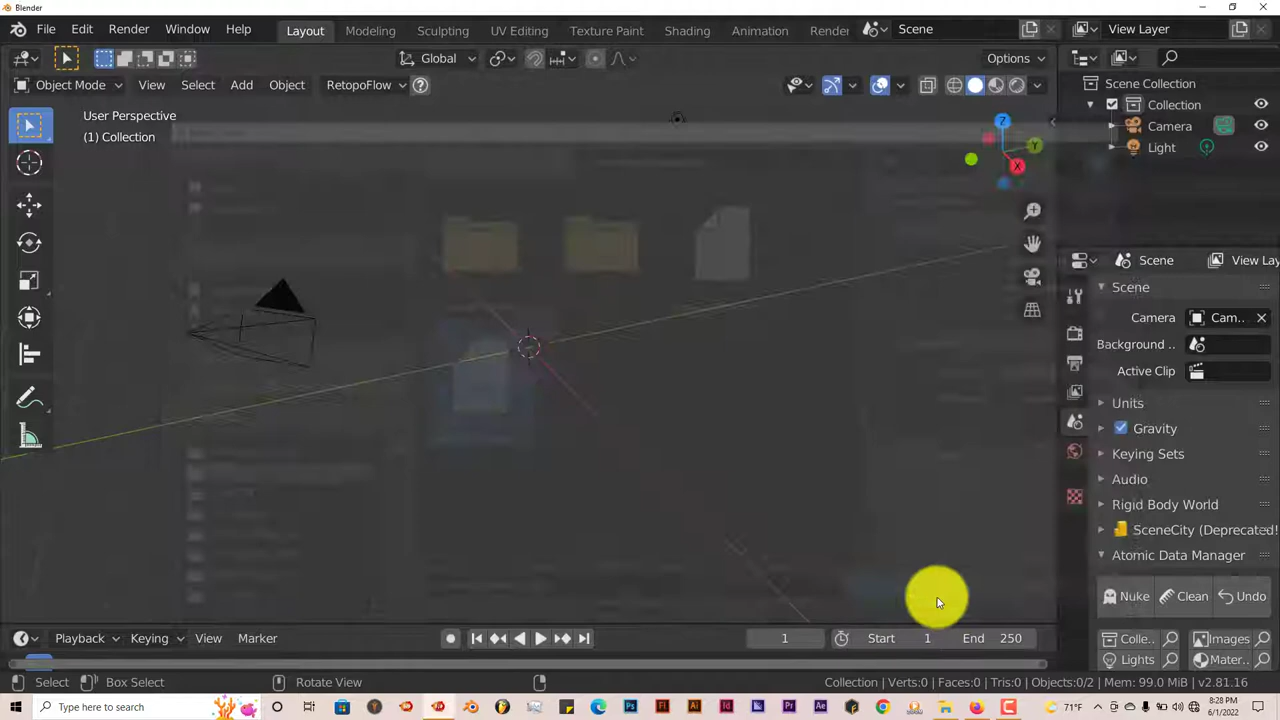 Blender
File Edit Render Window Help Layout Modeling Sculpting UV Editing Texture Paint Shading Animation Render Scene View Layer
Global Options
Object Mode View Select Add Object RetopoFlow
User Perspective
(1) Collection
Z
Y
X
Scene Collection
Collection
Camera
Light
Scene View Lay
Scene
Camera Cam...
Background ..
Active Clip
Units
Gravity
Keying Sets
Audio
Rigid Body World
SceneCity (Deprecated!
Atomic Data Manager
Nuke Clean Undo
Colle.. Images
Lights Mater..
Playback Keying View Marker 1 Start 1 End 250
Select Box Select Rotate View Collection | Verts:0 | Faces:0 | Tris:0 | Objects:0/2 | Mem: 99.0 MiB | v2.81.16
Type here to search 71°F 8:28 PM
6/1/2022